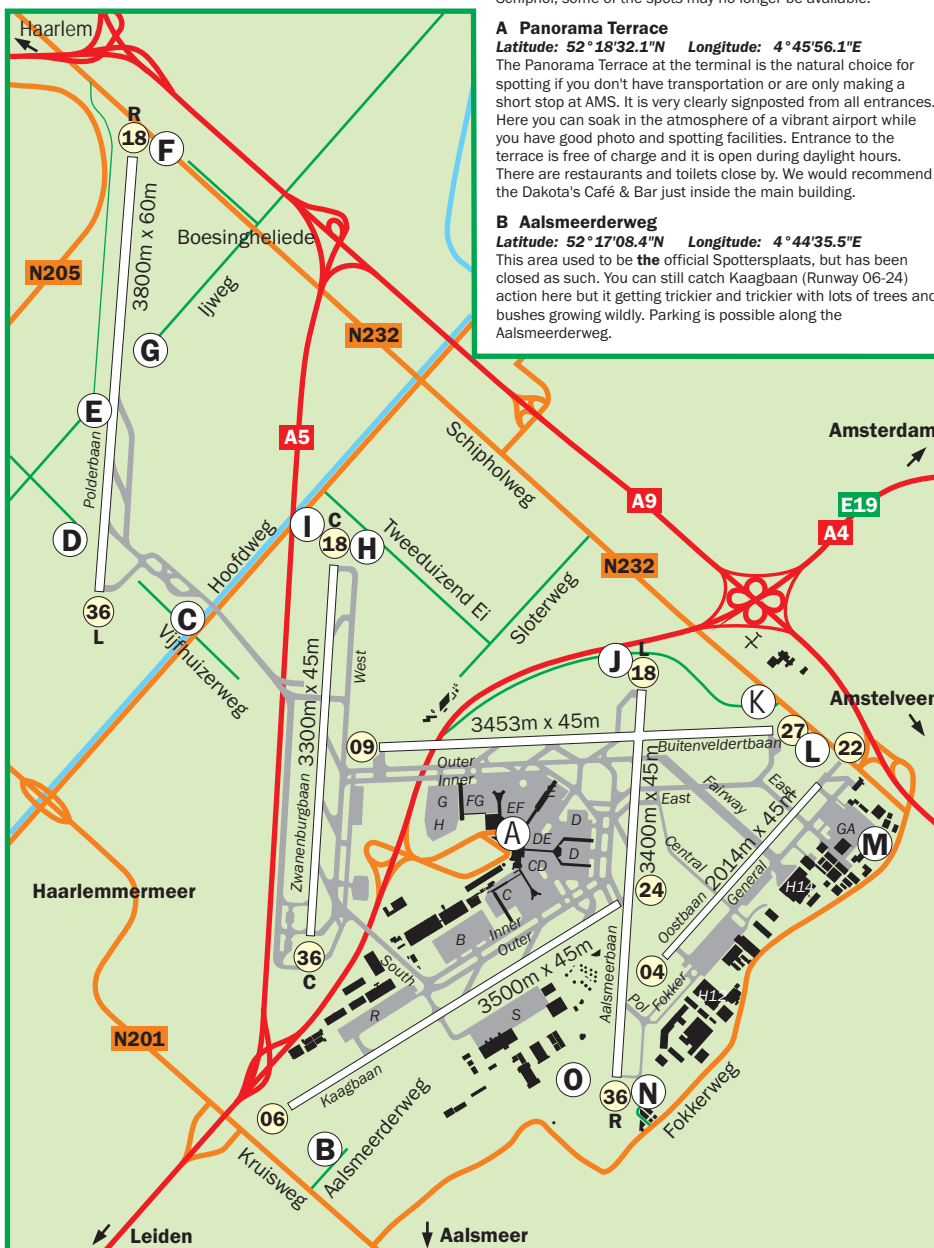 Schiphol, some of the spots may no longer be available.
A Panorama Terrace
Latitude: 52°18'32.1"N Longitude: 4°45'56.1"E
The Panorama Terrace at the terminal is the natural choice for
spotting if you don't have transportation or are only making a
short stop at AMS. It is very clearly signposted from all entrances.
Here you can soak in the atmosphere of a vibrant airport while
you have good photo and spotting facilities. Entrance to the
terrace is free of charge and it is open during daylight hours.
There are restaurants and toilets close by. We would recommend
the Dakota's Café & Bar just inside the main building.
B Aalsmeerderweg
Latitude: 52°17'08.4"N Longitude: 4°44'35.5"E
This area used to be the official Spottersplaats, but has been
closed as such. You can still catch Kaagbaan (Runway 06-24)
action here but it getting trickier and trickier with lots of trees and
bushes growing wildly. Parking is possible along the
Aalsmeerderweg.
Haarlem
R
18
F
3800m x 60m
Boesingheliede
N205
Ijweg
G
N232
E
Polderbaan
A5
Schipholweg
Amsterdam
A9
E19
A4
D
I
C
18
H
Hoofdweg
Tweeduizend Ei
N232
36
L
C
Vijfhuizerweg
Sloterweg
West
J
L
18
K
Amstelveen
3300m x 45m
Zwanenburgbaan
09
3453m x 45m
Buitenveldertbaan
27
L
22
Outer
Inner
G
FG
EF
E
H
A
DE
D
CD
D
C
B
Inner
Outer
3400m x 45m
East
Fairway
East
Central
2014m x 45m
GA
M
General
H14
Haarlemmermeer
24
Oostbaan
36
C
South
R
3500m x 45m
S
Aalsmeerbaan
04
Pol
Fokker
H12
N201
Kaagbaan
O
36
R
N
Fokkerweg
06
B
Aalsmeerderweg
Kruisweg
Leiden
Aalsmeer